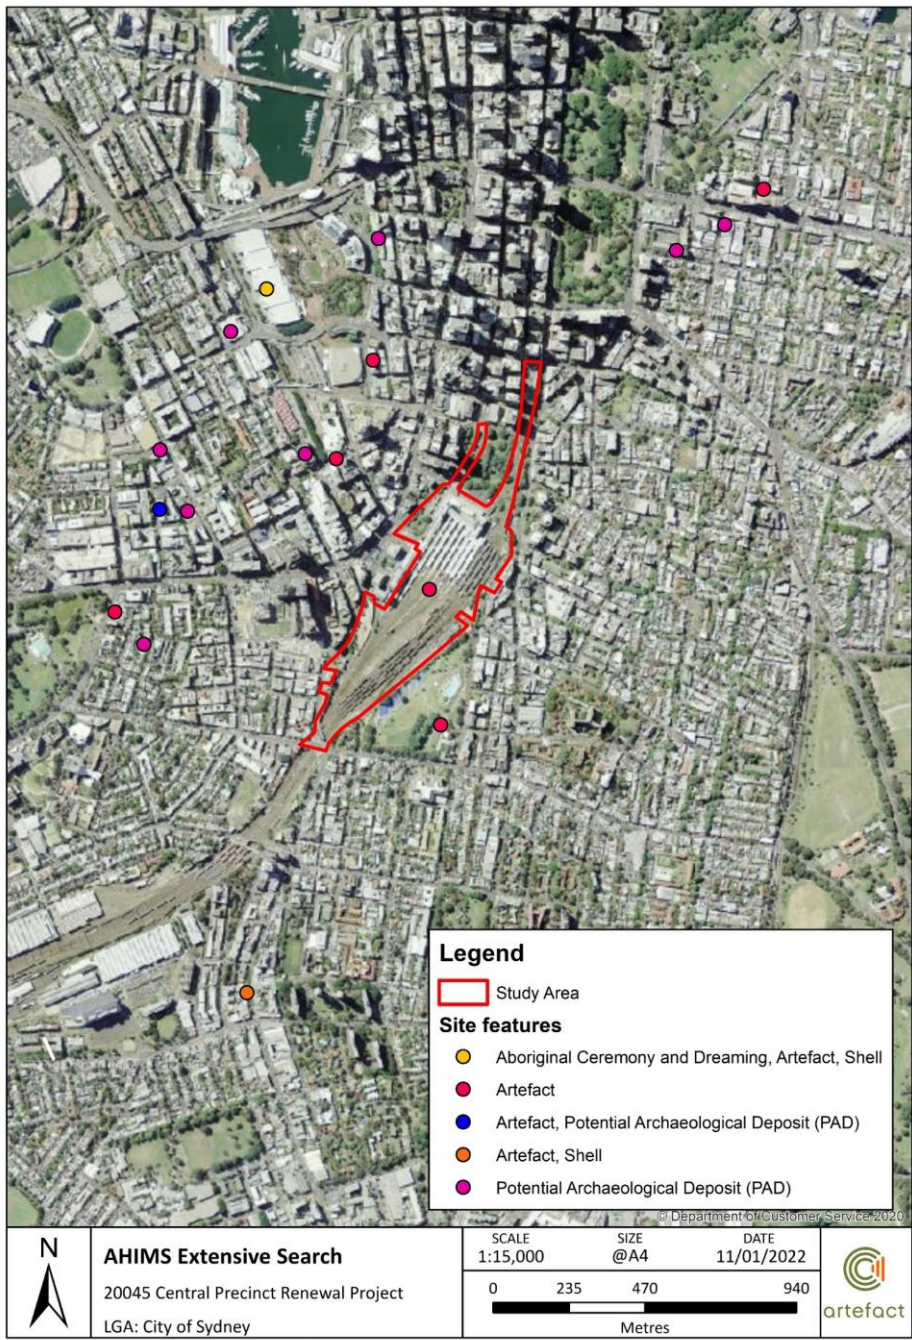 Legend
Study Area
Site features
Aboriginal Ceremony and Dreaming, Artefact, Shell
Artefact
Artefact, Potential Archaeological Deposit (PAD)
Artefact, Shell
Potential Archaeological Deposit (PAD)
© Department of Customer Service 2020
N
AHIMS Extensive Search
20045 Central Precinct Renewal Project
LGA: City of Sydney
SCALE
1:15,000
SIZE
@A4
DATE
11/01/2022
0 235 470 940
Metres
artefact